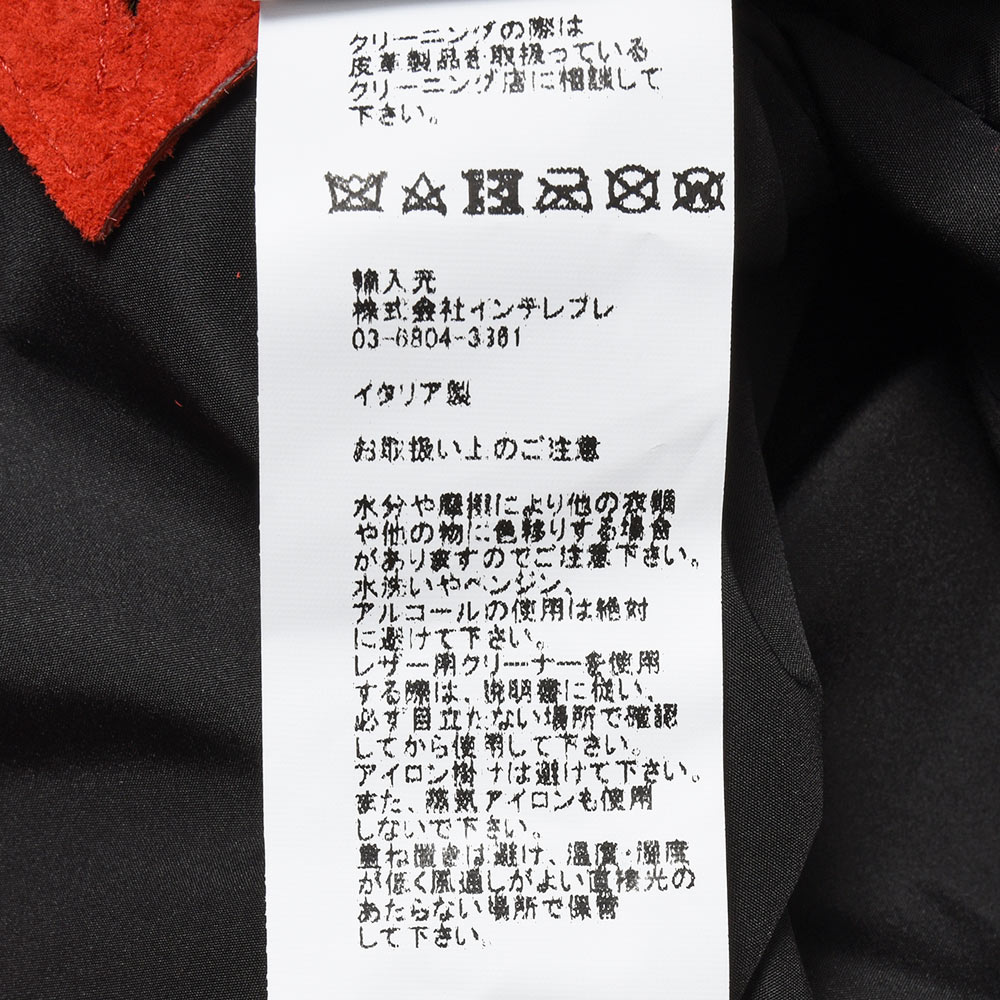 クリーニングの際は
皮革製品を取扱っている
クリーニング店に相談して
下さい。
輸入元
株式会社インテレプレ
03-6804-3361
イタリア製
お取扱い上のご注意
水分や摩擦により他の衣類
や他の物に色移りする場合
がありますのでご注意下さい。
水洗いやベンジン、
アルコールの使用は絶対
に避けて下さい。
レザー用クリーナーを使用
する際は、説明書に従い、
必ず目立たない場所で確認
してから使用して下さい。
アイロン掛けは避けて下さい。
また、蒸気アイロンも使用
しないで下さい。
重ね置きは避け、温度・湿度
が低く風通しがよい直接光の
あたらない場所で保管
して下さい。